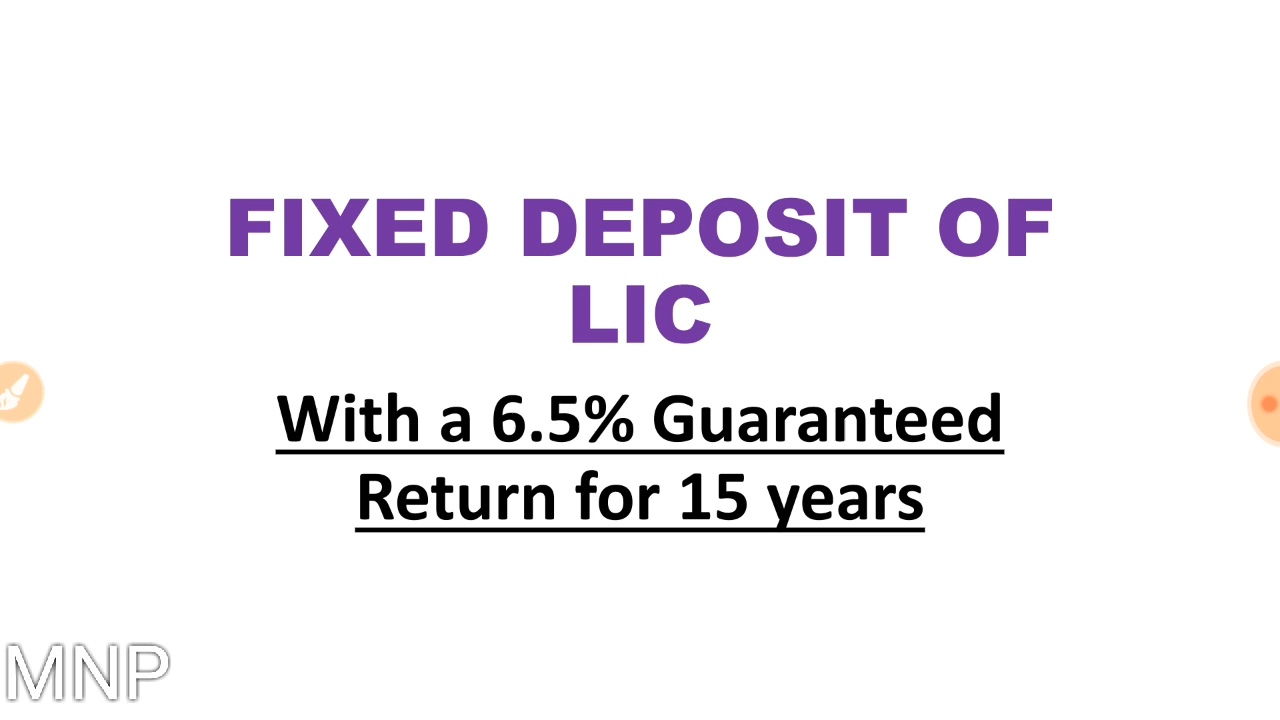 FIXED DEPOSIT OF
LIC
With a 6.5% Guaranteed
Return for 15 years
MNP